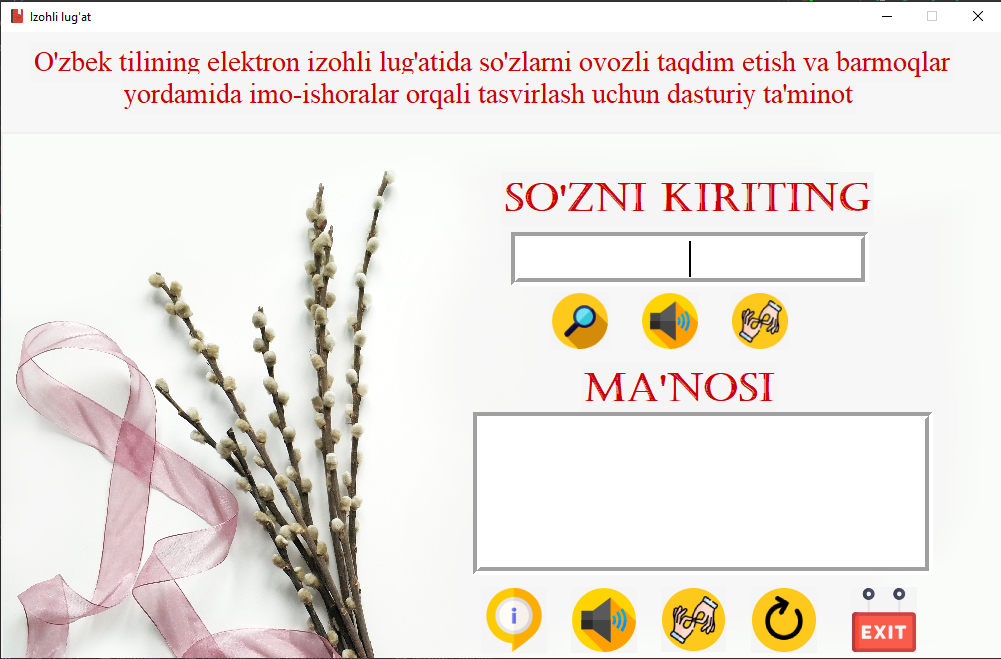 Izohli lug'at
O'zbek tilining elektron izohli lug'atida so'zlarni ovozli taqdim etish va barmoqlar
yordamida imo-ishoralar orqali tasvirlash uchun dasturiy ta'minot
SO'ZNI KIRITING
MA'NOSI
i
EXIT